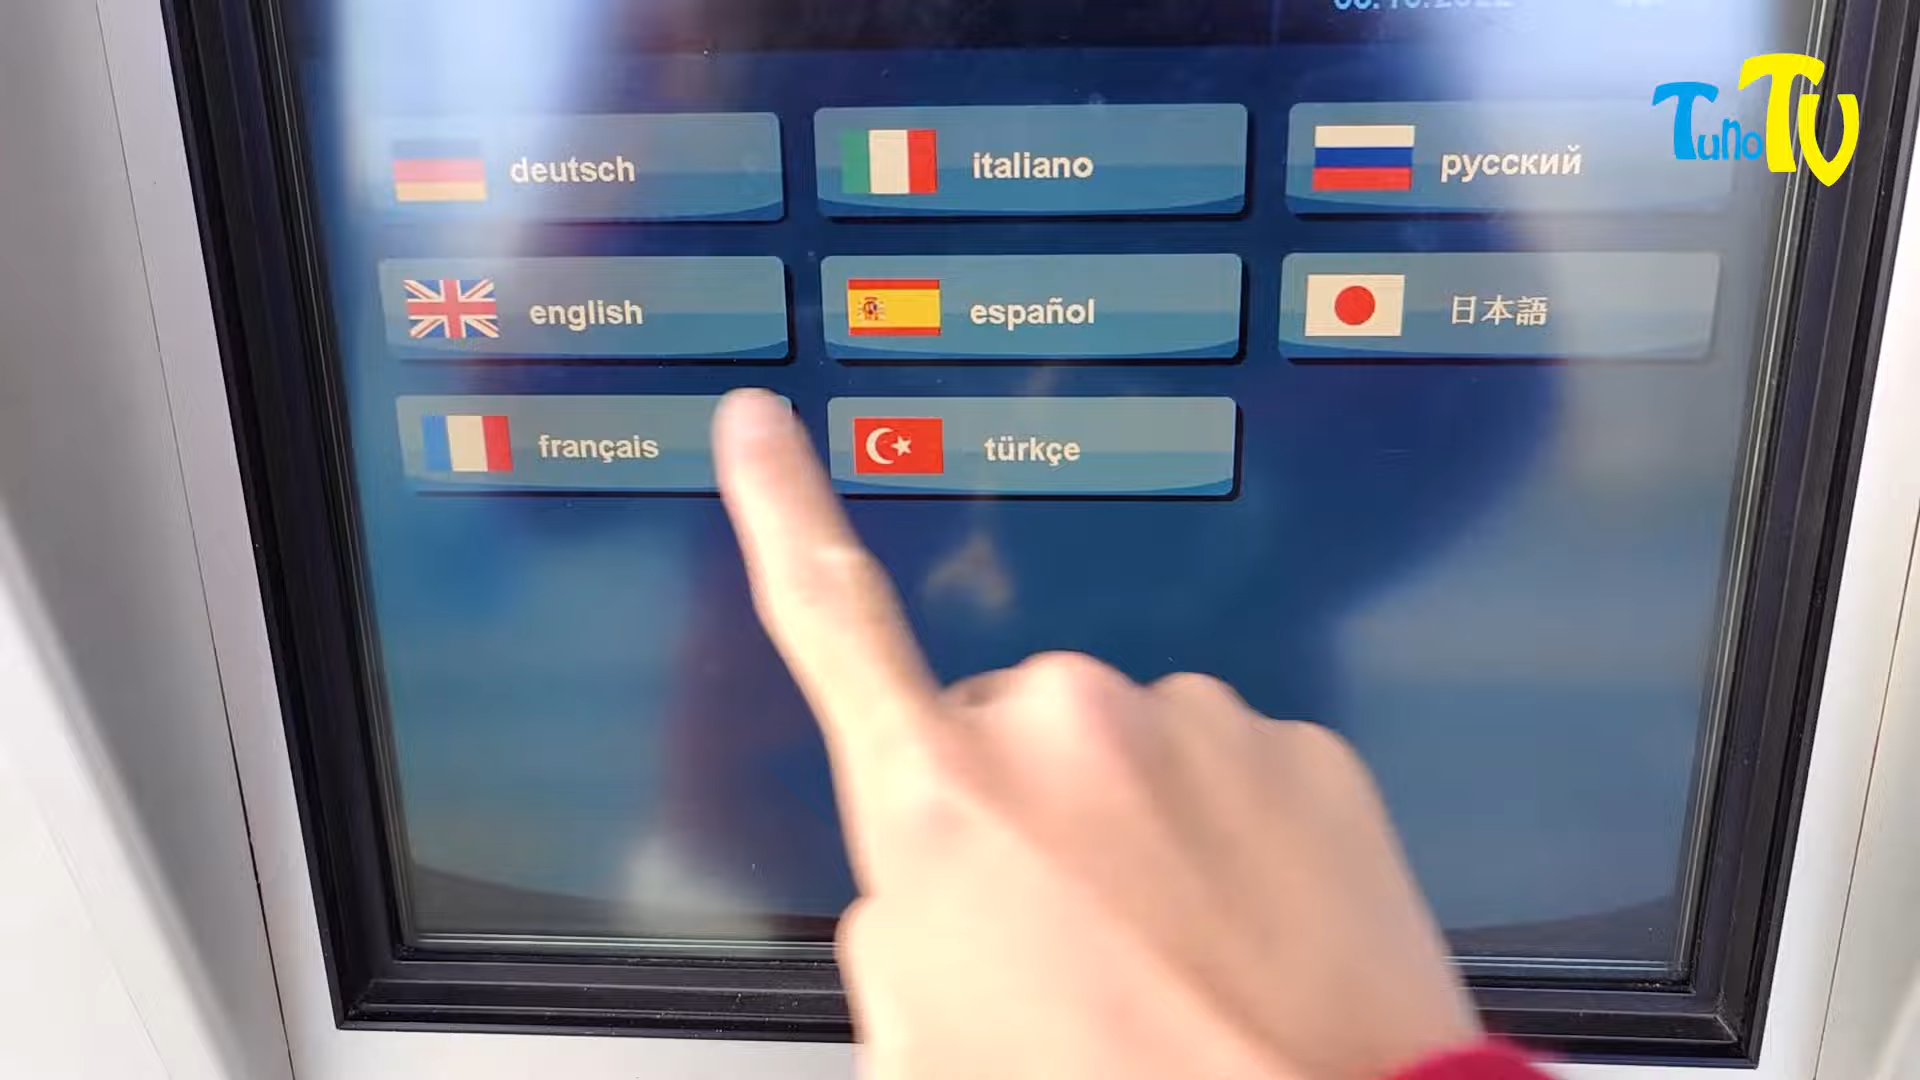 TunoTV
deutsch
italiano
русский
english
español
日本語
français
türkçe